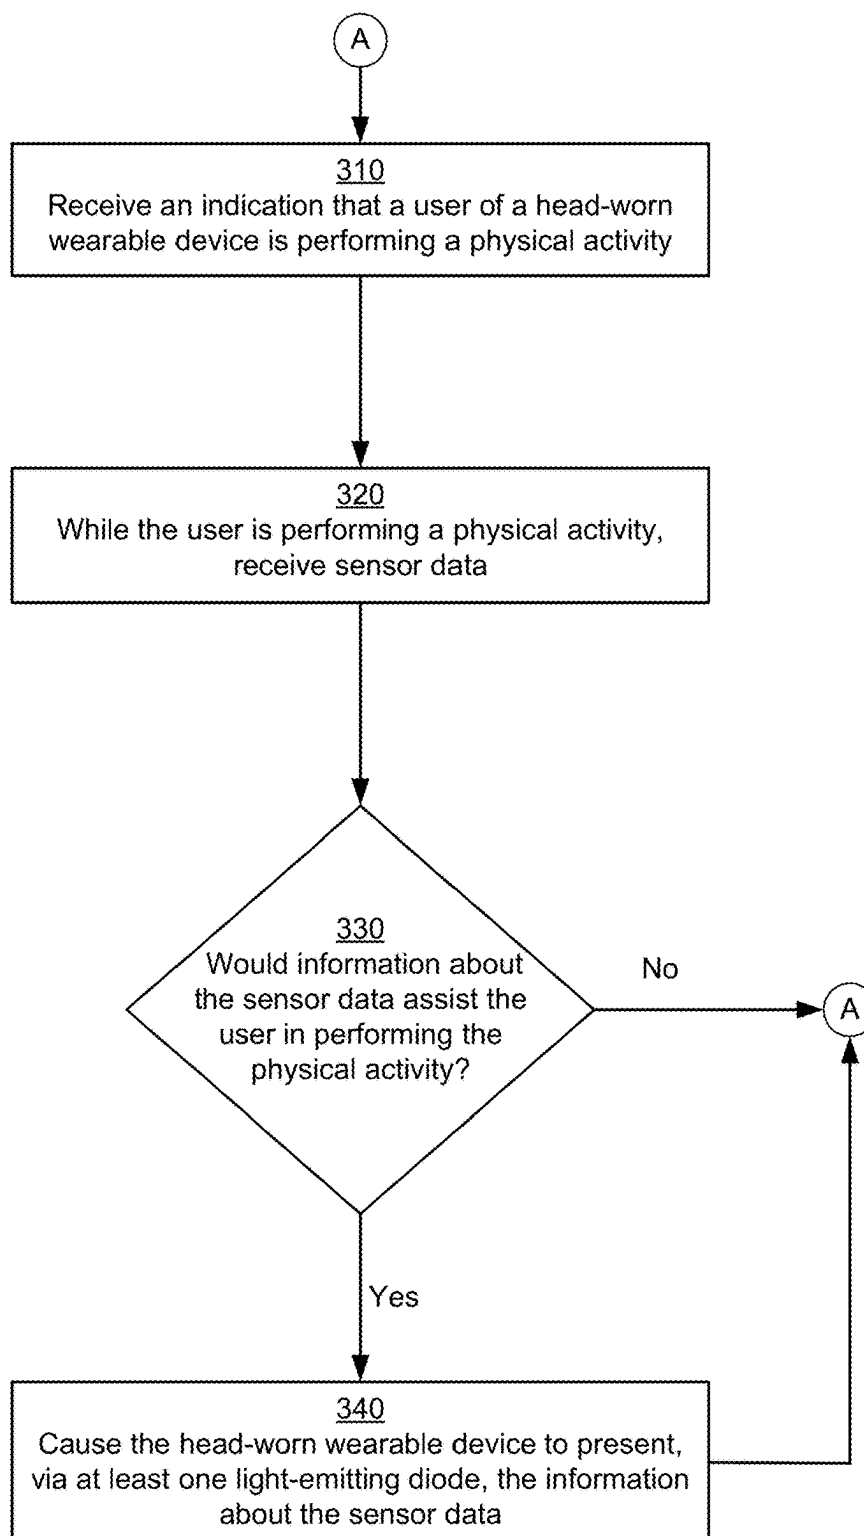 A
310
Receive an indication that a user of a head-worn
wearable device is performing a physical activity
320
While the user is performing a physical activity,
receive sensor data
330
Would information about
the sensor data assist the
user in performing the
physical activity?
No
A
Yes
340
Cause the head-worn wearable device to present,
via at least one light-emitting diode, the information
about the sensor data